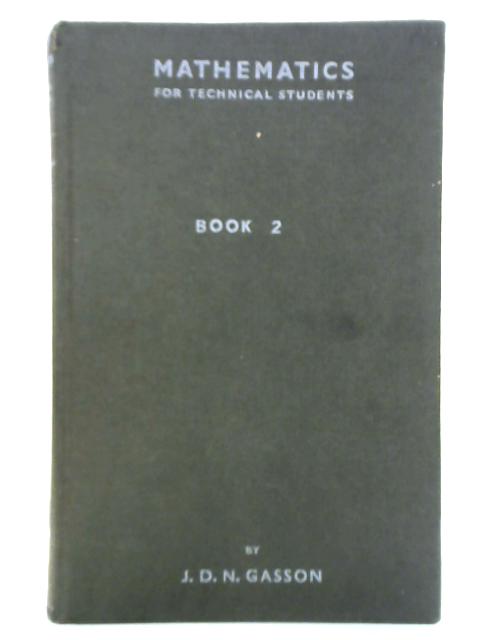 MATHEMATICS
FOR TECHNICAL STUDENTS
BOOK 2
BY
J. D. N. GASSON